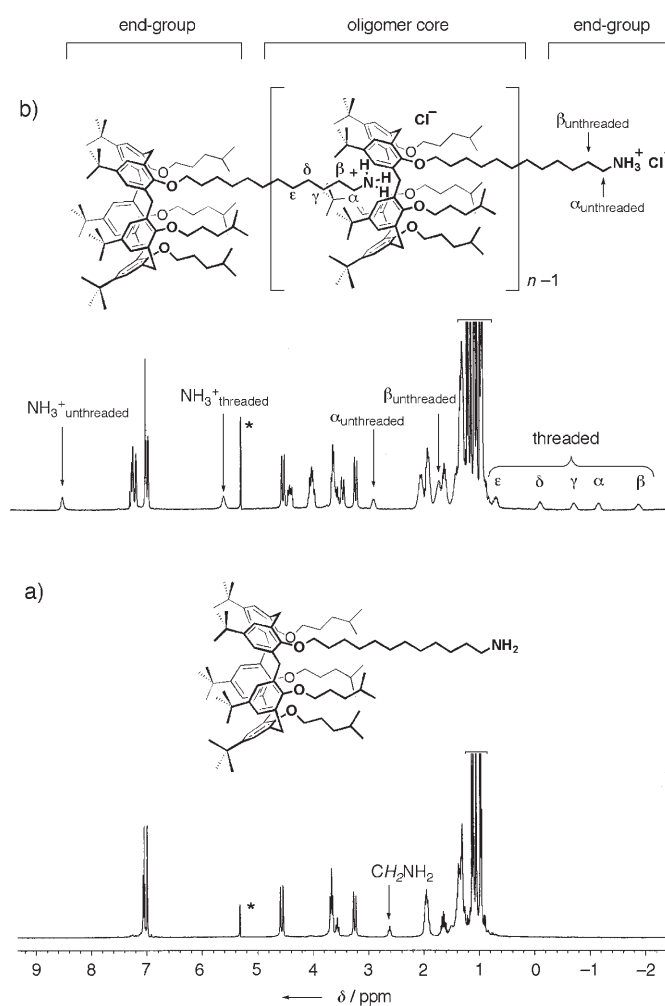 end-group oligomer core end-group
b)
Cl⁻
βunthreaded
O O
δ β + H
O N–H NH₃⁺ Cl⁻
ε γ α H
αunthreaded
O O
O O
O O
n –1
βunthreaded
NH₃⁺threaded
NH₃⁺unthreaded * αunthreaded
threaded
ε δ γ α β
a)
O
O NH₂
O
O
O
CH₂NH₂
*
9 8 7 6 5 4 3 2 1 0 −1 −2
δ / ppm